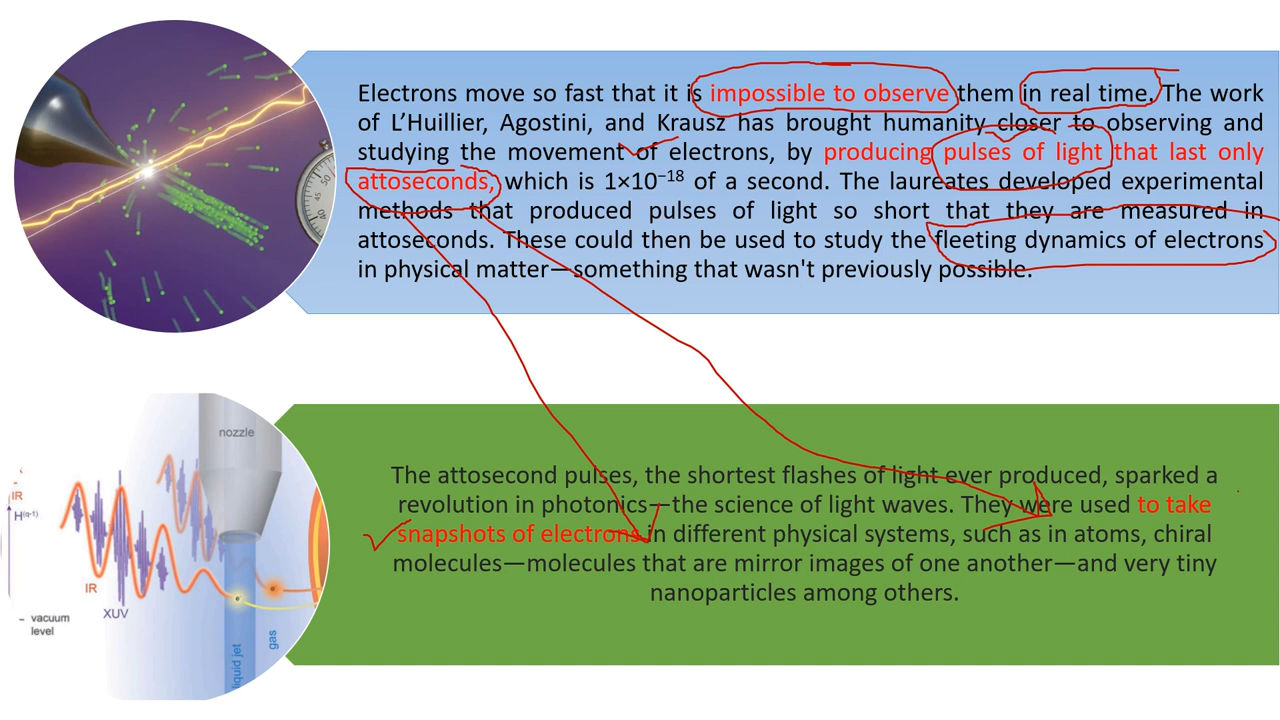 Electrons move so fast that it is impossible to observe them in real time. The work
of L’Huillier, Agostini, and Krausz has brought humanity closer to observing and
studying the movement of electrons, by producing pulses of light that last only
attoseconds, which is 1×10⁻¹⁸ of a second. The laureates developed experimental
methods that produced pulses of light so short that they are measured in
attoseconds. These could then be used to study the fleeting dynamics of electrons
in physical matter—something that wasn't previously possible.
50
45
40
nozzle
IR
H(q-1)
IR
XUV
vacuum
level
liquid jet
gas
e⁻
e⁻
The attosecond pulses, the shortest flashes of light ever produced, sparked a
revolution in photonics—the science of light waves. They were used to take
snapshots of electrons in different physical systems, such as in atoms, chiral
molecules—molecules that are mirror images of one another—and very tiny
nanoparticles among others.